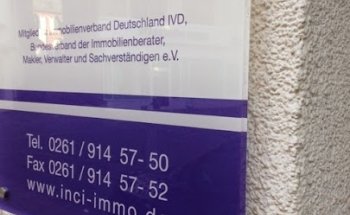 Mitglied Immobilienverband Deutschland IVD,
Bundesverband der Immobilienberater,
Makler, Verwalter und Sachverständigen e.V.
Tel. 0261 / 914 57-50
Fax 0261 / 914 57-52
www.inci-immo.d